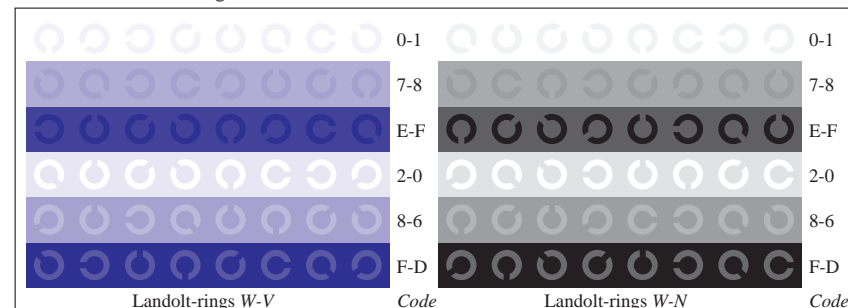 0-1 0-1
7-8 7-8
E-F E-F
2-0 2-0
8-6 8-6
F-D F-D
Landolt-rings W-V Code Landolt-rings W-N Code